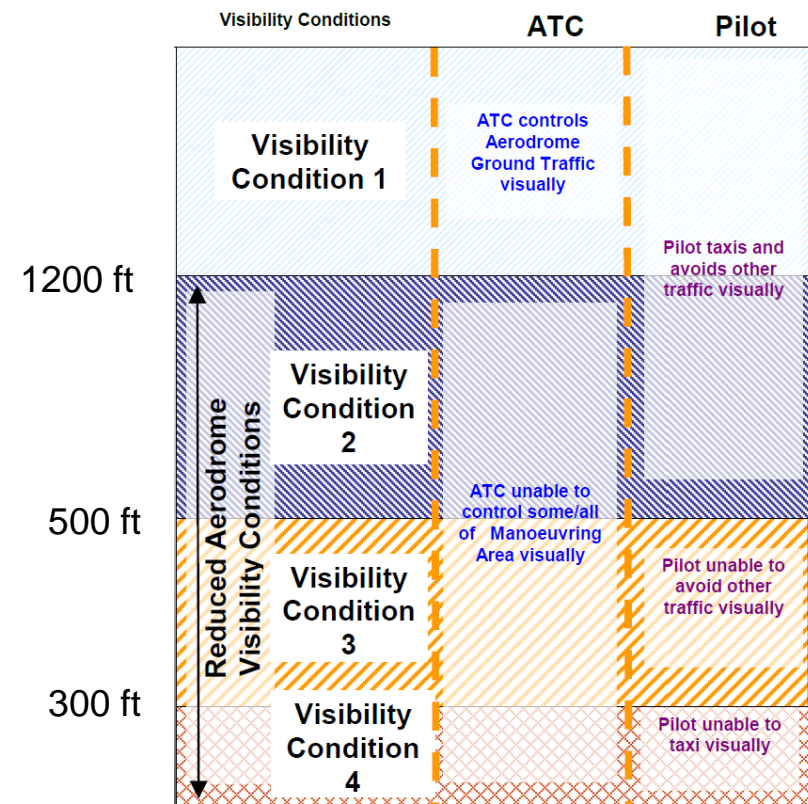 Visibility Conditions
ATC
Pilot
Visibility
Condition 1
ATC controls
Aerodrome
Ground Traffic
visually
Pilot taxis and
avoids other
traffic visually
1200 ft
Reduced Aerodrome
Visibility Conditions
Visibility
Condition
2
ATC unable to
control some/all
of Manoeuvring
Area visually
500 ft
Visibility
Condition
3
Pilot unable to
avoid other
traffic visually
300 ft
Visibility
Condition
4
Pilot unable to
taxi visually